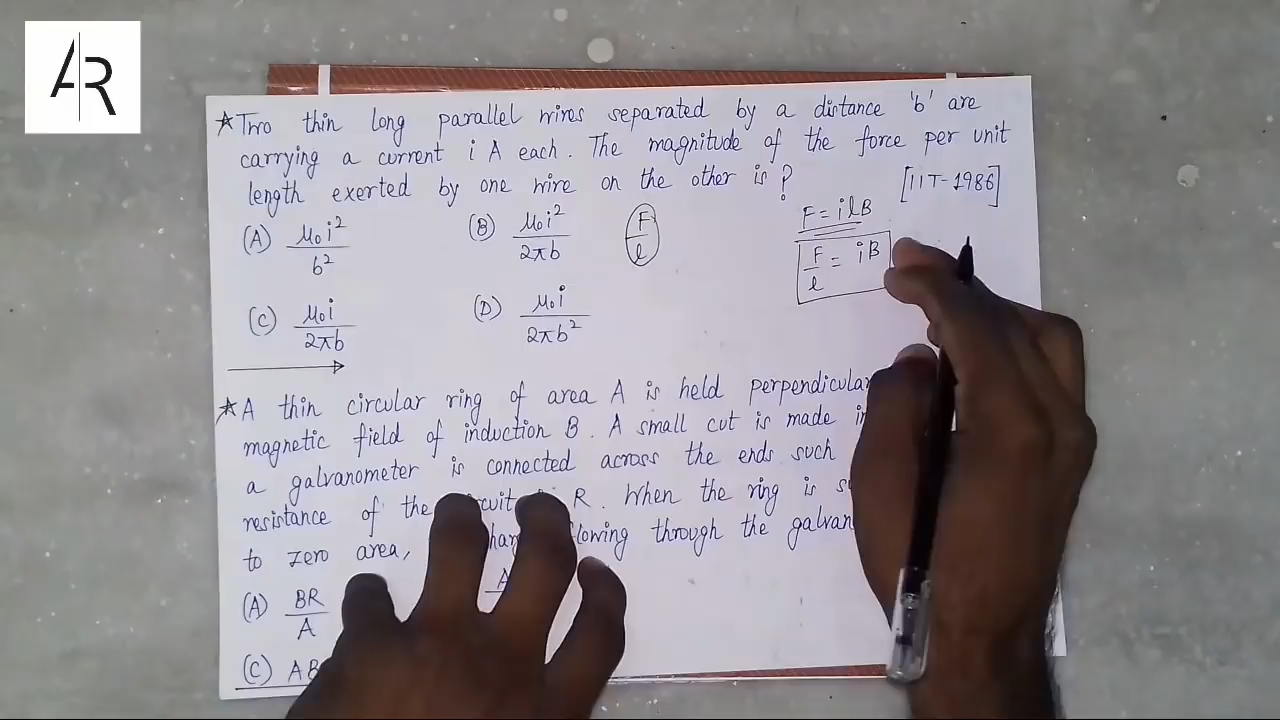 AR
★ Two thin long parallel wires separated by a distance 'b' are
carrying a current i A each. The magnitude of the force per unit
length exerted by one wire on the other is?
[IIT-1986]
(A) μ₀i²/b²
(B) μ₀i²/2πb
F/l
F = ilB
F/l = iB
(C) μ₀i/2πb
(D) μ₀i/2πb²
★ A thin circular ring of area A is held perpendicular
magnetic field of induction B. A small cut is made
a galvanometer is connected across the ends such
resistance of the R. When the ring is
to zero area, flowing through the
(A) BR/A
A
(C) AB